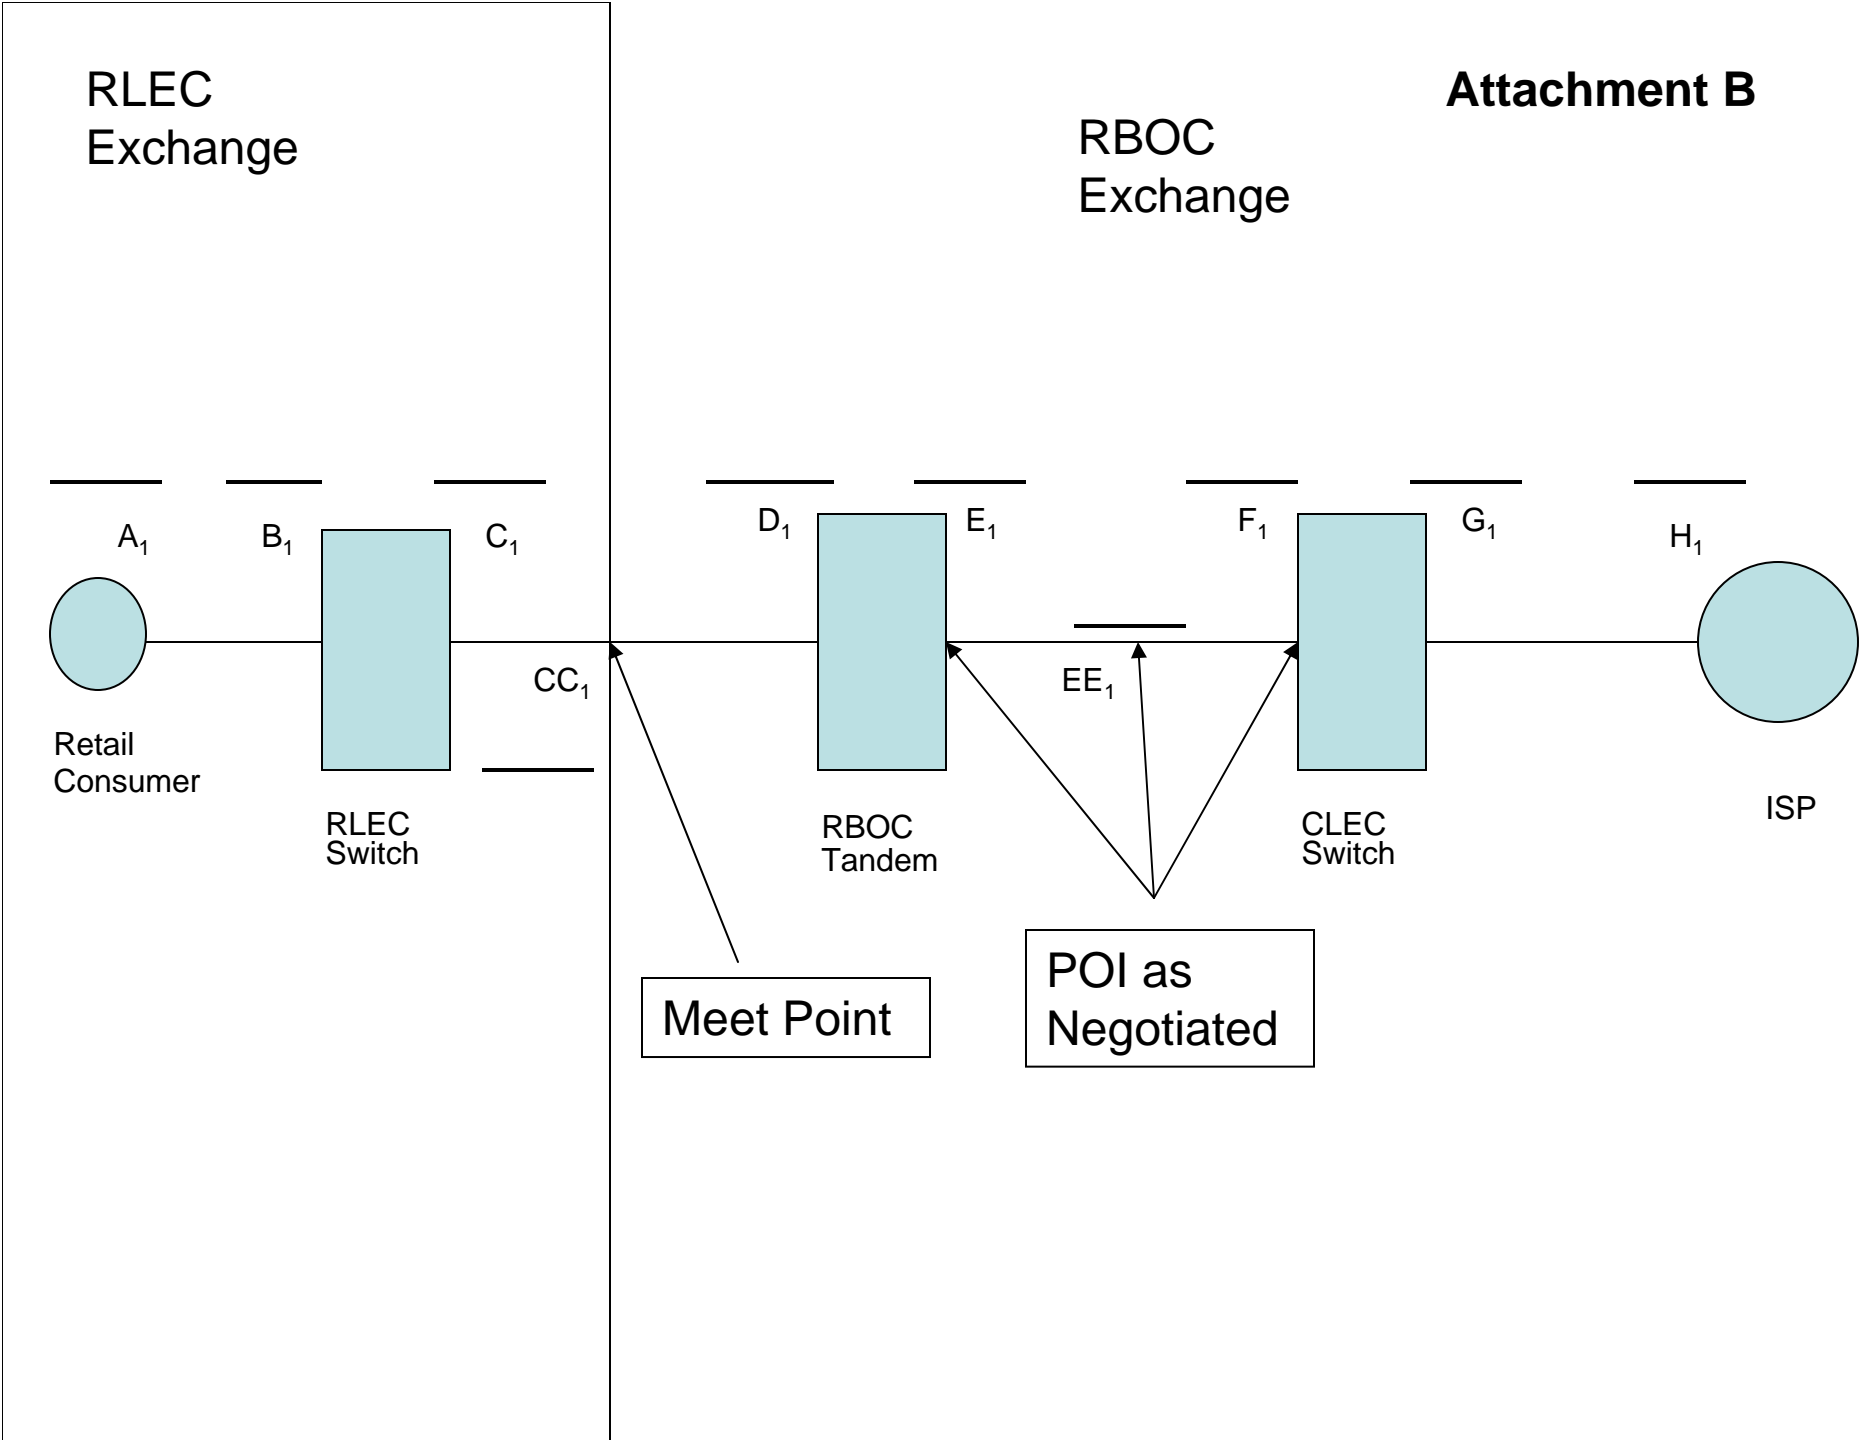 RLEC
Exchange
Attachment B
RBOC
Exchange
A₁
B₁
C₁
D₁
E₁
F₁
G₁
H₁
CC₁
EE₁
Retail
Consumer
RLEC
Switch
RBOC
Tandem
CLEC
Switch
ISP
Meet Point
POI as
Negotiated